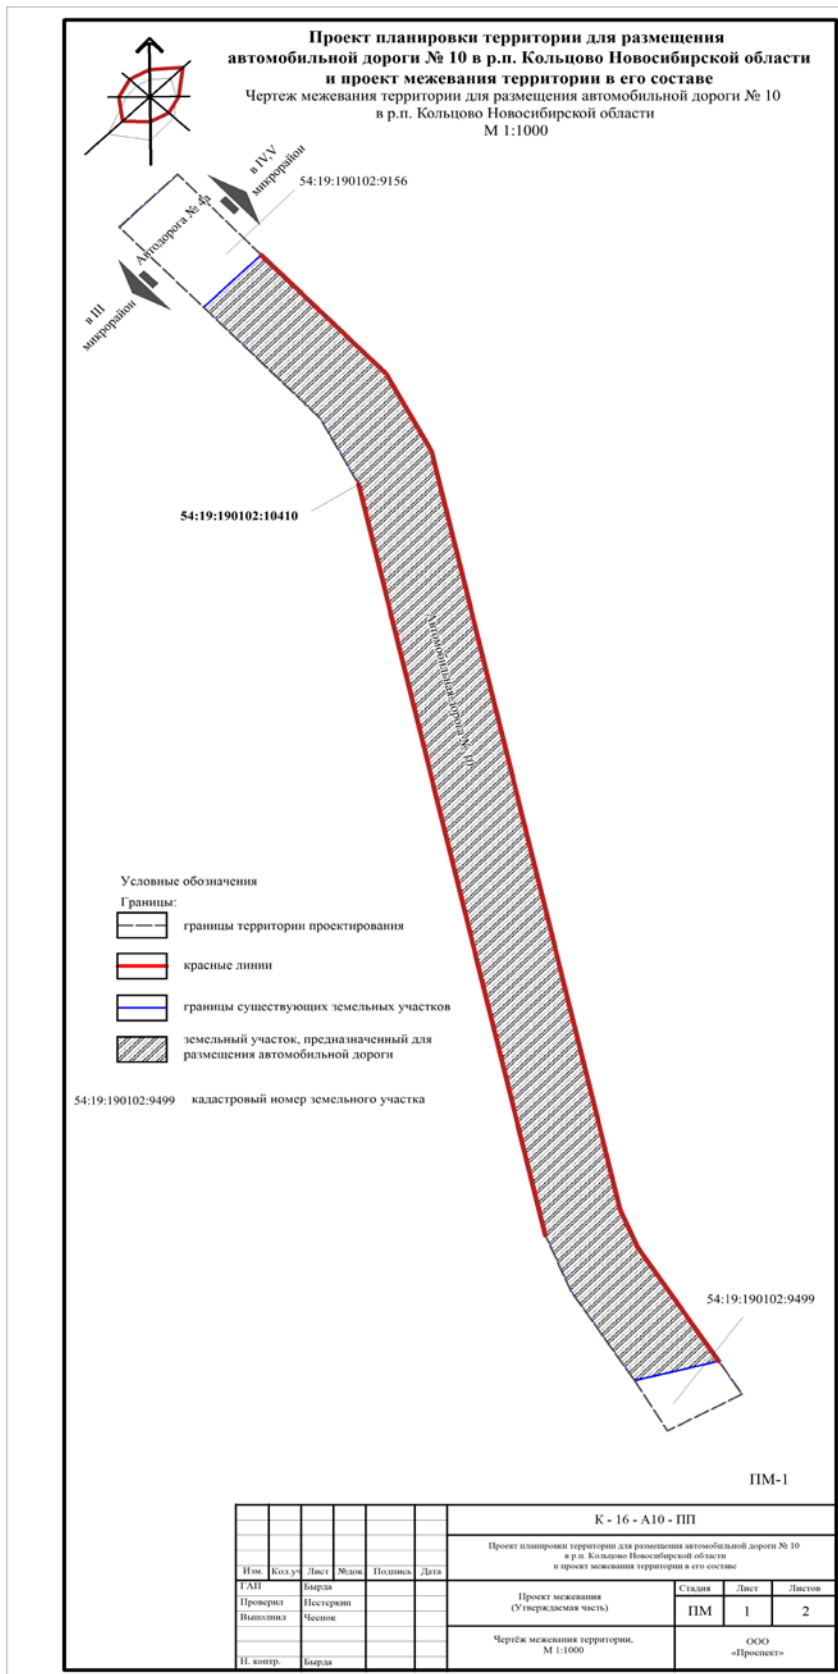 Проект планировки территории для размещения
автомобильной дороги № 10 в р.п. Кольцово Новосибирской области
и проект межевания территории в его составе
Чертеж межевания территории для размещения автомобильной дороги № 10
в р.п. Кольцово Новосибирской области
М 1:1000
в IV,V
микрорайон
54:19:190102:9156
Автодорога № 4а
в III
микрорайон
54:19:190102:10410
Автомобильная дорога № 10
Условные обозначения
Границы:
границы территории проектирования
красные линии
границы существующих земельных участков
земельный участок, предназначенный для
размещения автомобильной дороги
54:19:190102:9499 кадастровый номер земельного участка
54:19:190102:9499
ПМ-1
К - 16 - А10 - ПП
Проект планировки территории для размещения автомобильной дороги № 10
в р.п. Кольцово Новосибирской области
и проект межевания территории в его составе
Изм. Кол.уч Лист №док. Подпись Дата
ГАП Бырда
Проверил Нестеркин
Выполнил Чеснок
Н. контр. Бырда
Проект межевания
(Утверждаемая часть)
Стадия Лист Листов
ПМ 1 2
Чертёж межевания территории,
М 1:1000
ООО
«Проспект»